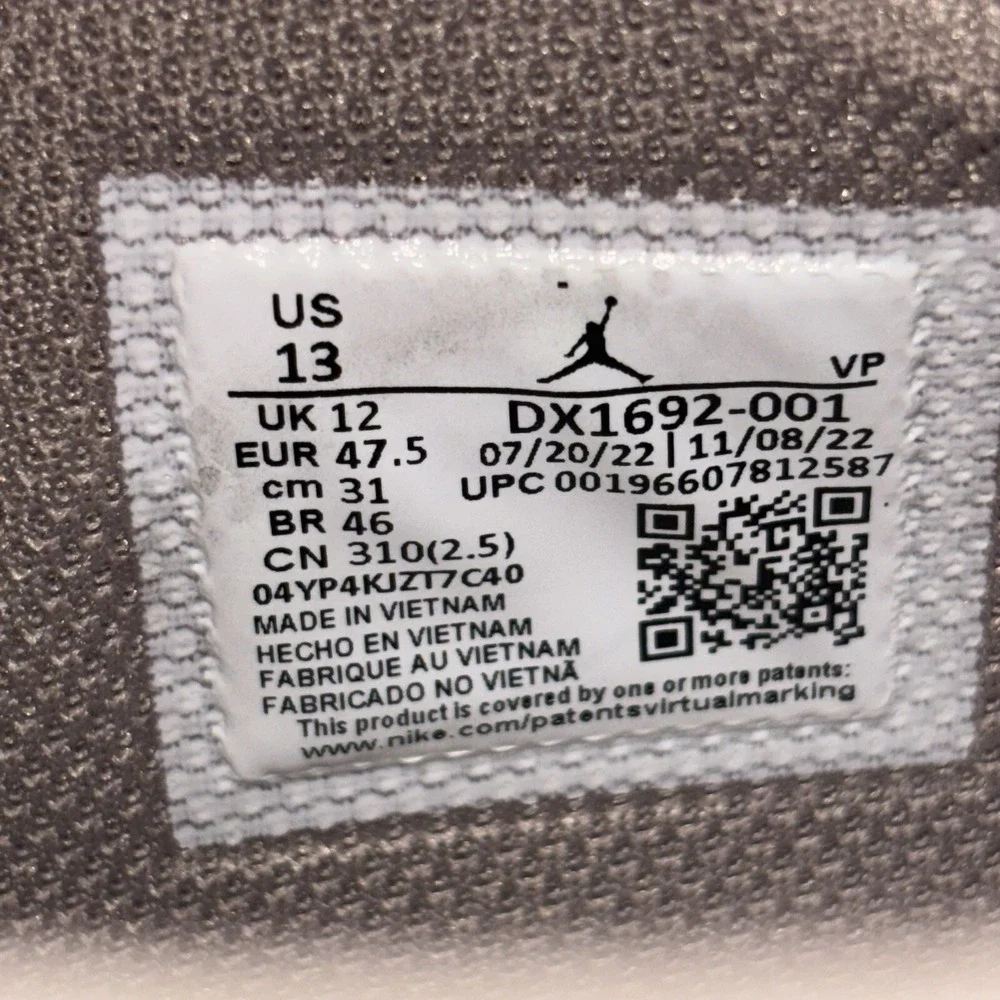 US
13
VP
UK 12
DX1692-001
EUR 47.5
07/20/22 | 11/08/22
cm 31
UPC 00196607812587
BR 46
CN 310(2.5)
04YP4KJZT7C40
MADE IN VIETNAM
HECHO EN VIETNAM
FABRIQUE AU VIETNAM
FABRICADO NO VIETNÃ
This product is covered by one or more patents:
www.nike.com/patentsvirtualmarking